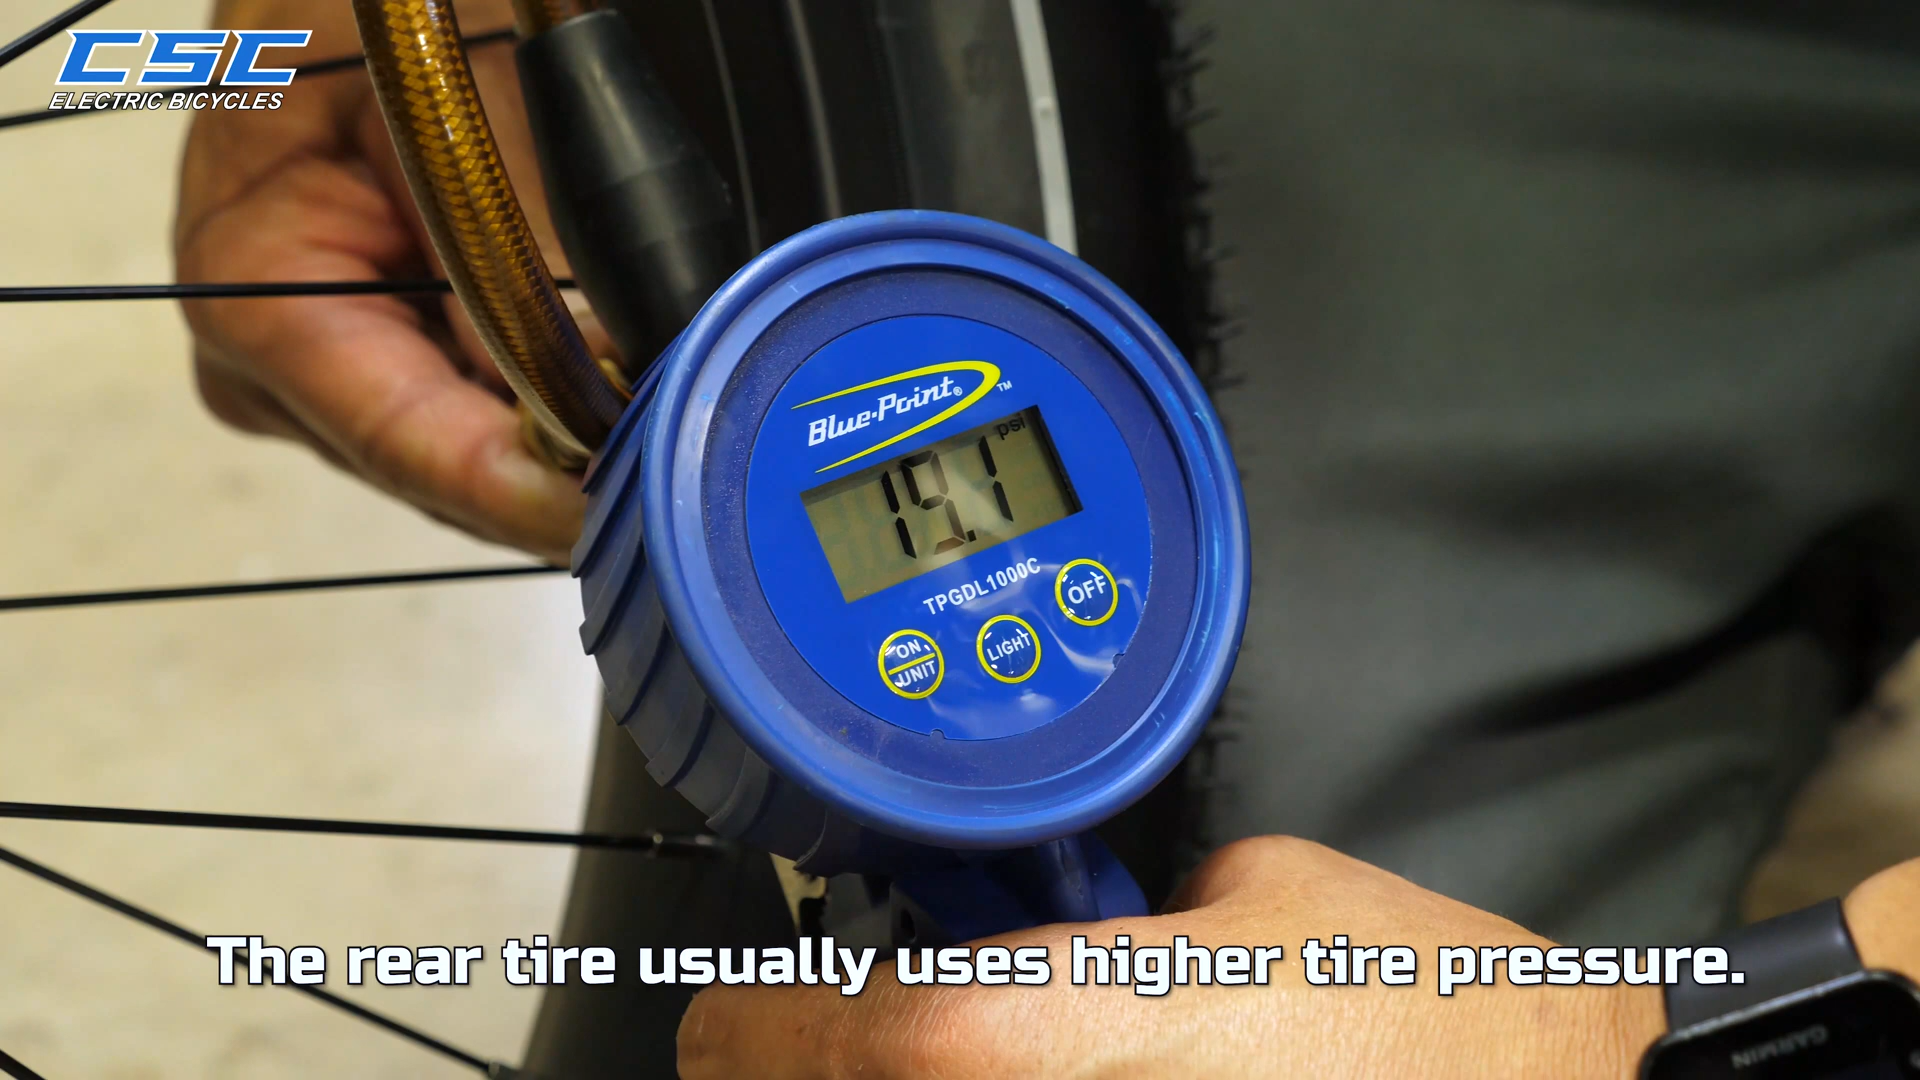 CSC
ELECTRIC BICYCLES
Blue-Point® ™
psi
19.1
TPGDL1000C
ON
UNIT
LIGHT
OFF
The rear tire usually uses higher tire pressure.
GARMIN